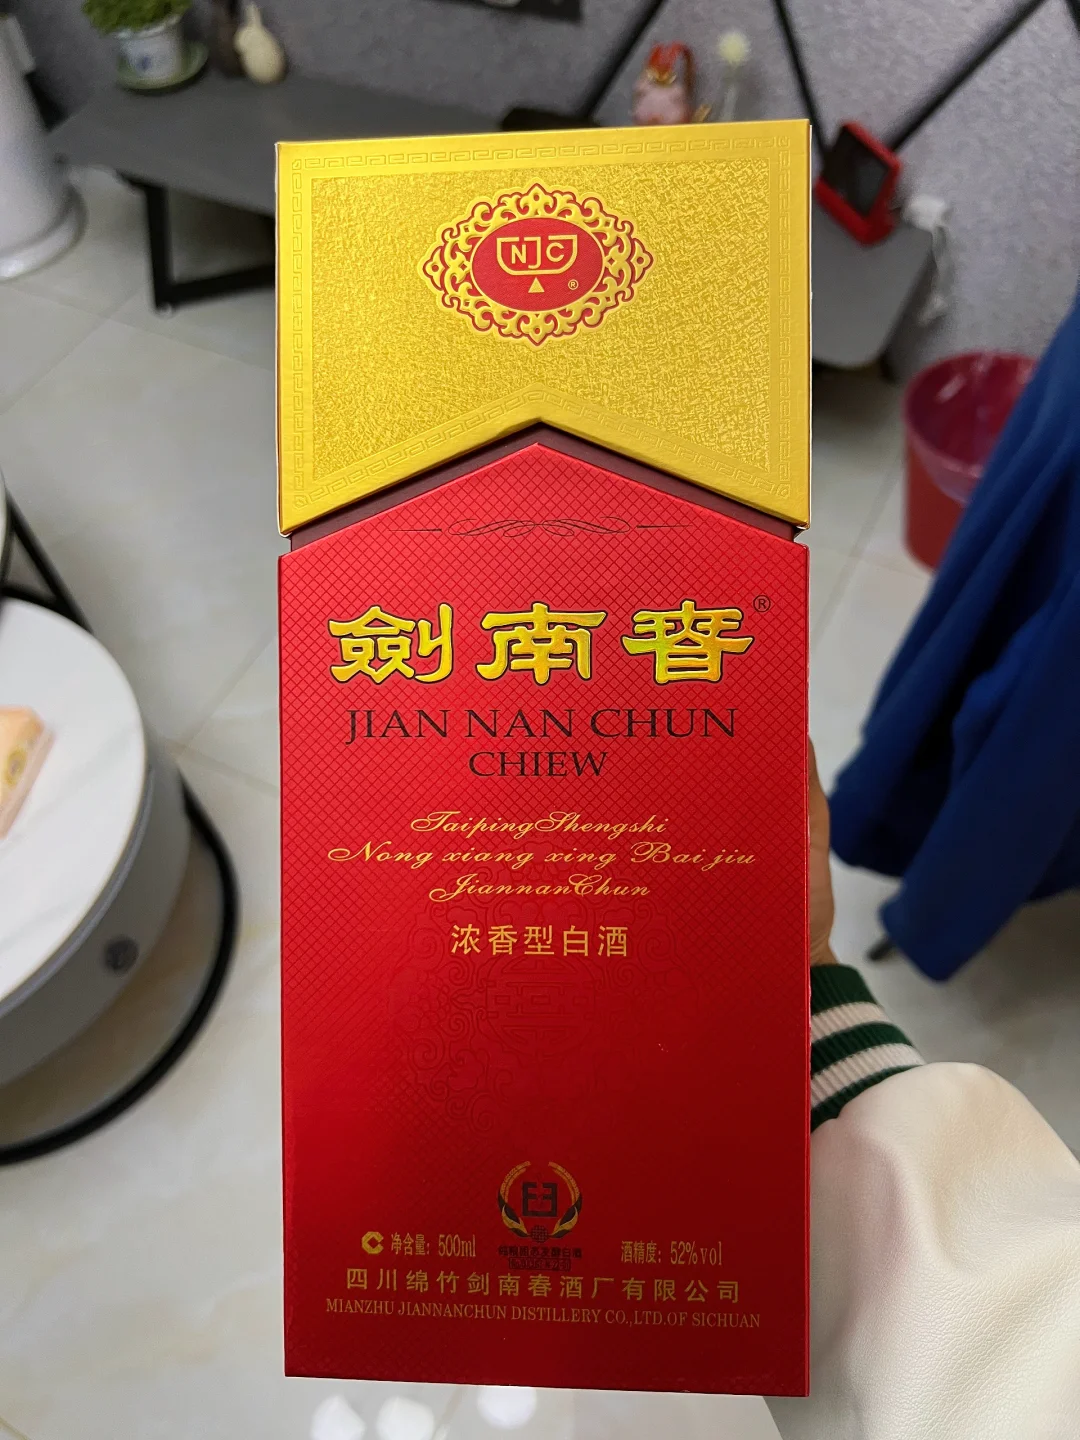 NJC
®
劍南春®
JIAN NAN CHUN
CHIEW
TaipingShengshi
Nong xiang xing Bai jiu
JiannanChun
浓香型白酒
净含量: 500ml
酒精度: 52%vol
四川绵竹剑南春酒厂有限公司
MIANZHU JIANNANCHUN DISTILLERY CO.,LTD.OF SICHUAN